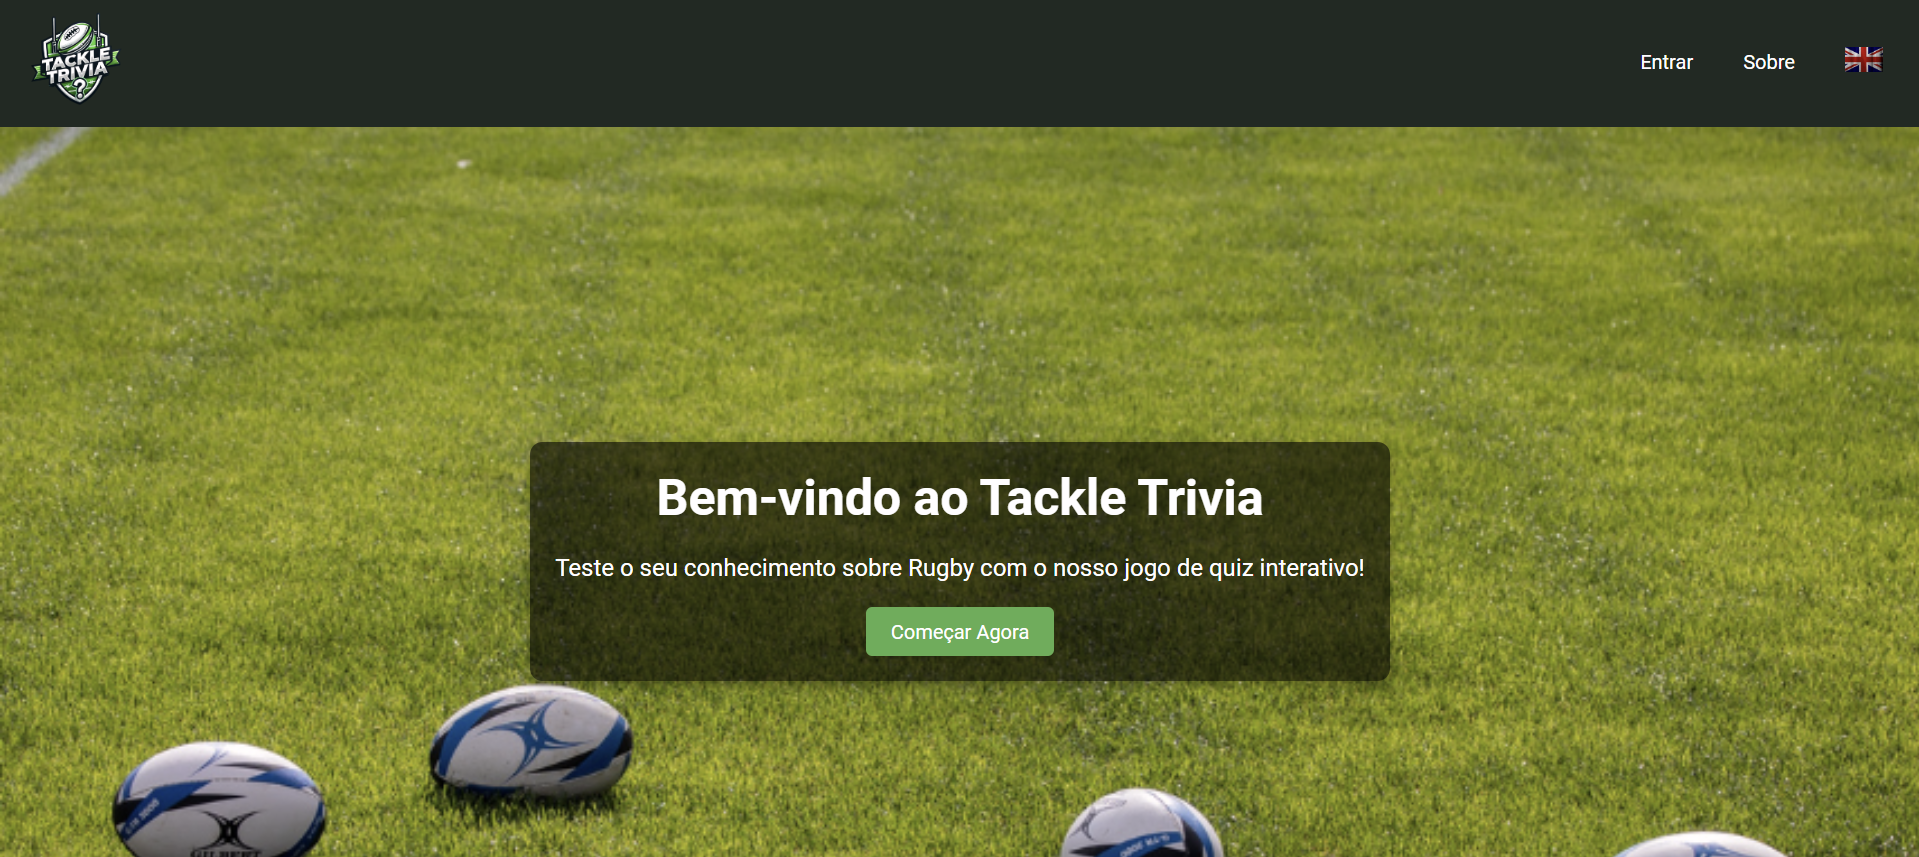 TACKLE
TRIVIA
?
Entrar
Sobre
Bem-vindo ao Tackle Trivia
Teste o seu conhecimento sobre Rugby com o nosso jogo de quiz interativo!
Começar Agora
GILBERT